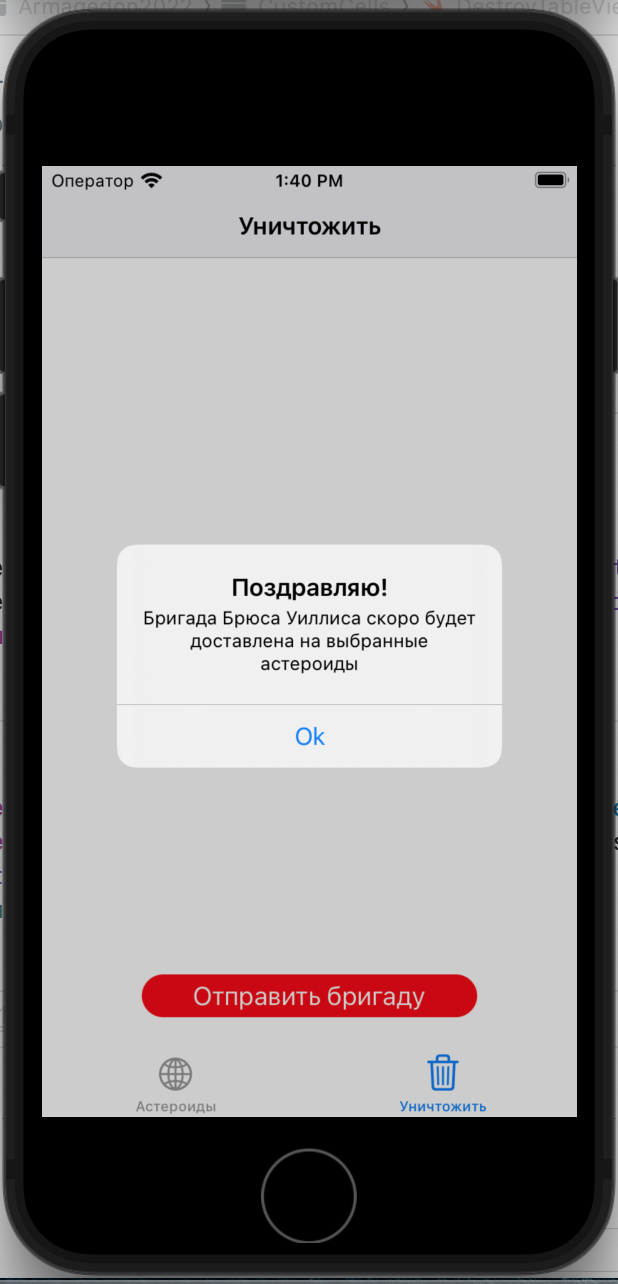 Armagedon2022 CustomCells DestroyTableVie
Оператор 1:40 PM
Уничтожить
Поздравляю!
Бригада Брюса Уиллиса скоро будет
доставлена на выбранные
астероиды
Ok
Отправить бригаду
Астероиды Уничтожить